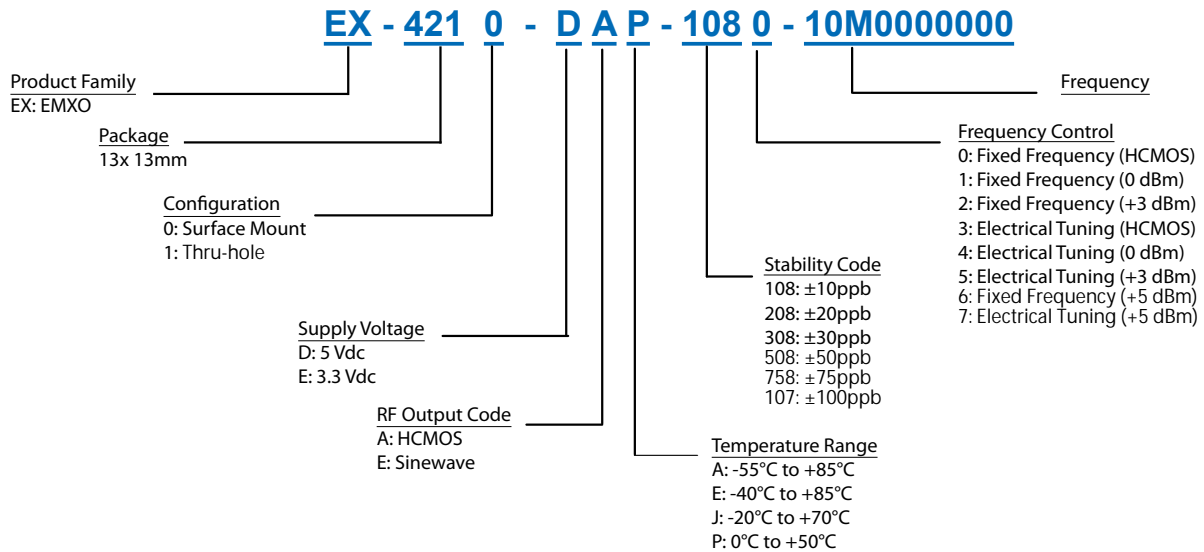 EX - 421 0 - D A P - 108 0 - 10M0000000
Product Family
EX: EMXO
Package
13x 13mm
Configuration
0: Surface Mount
1: Thru-hole
Supply Voltage
D: 5 Vdc
E: 3.3 Vdc
RF Output Code
A: HCMOS
E: Sinewave
Temperature Range
A: -55°C to +85°C
E: -40°C to +85°C
J: -20°C to +70°C
P: 0°C to +50°C
Stability Code
108: ±10ppb
208: ±20ppb
308: ±30ppb
508: ±50ppb
758: ±75ppb
107: ±100ppb
Frequency Control
0: Fixed Frequency (HCMOS)
1: Fixed Frequency (0 dBm)
2: Fixed Frequency (+3 dBm)
3: Electrical Tuning (HCMOS)
4: Electrical Tuning (0 dBm)
5: Electrical Tuning (+3 dBm)
6: Fixed Frequency (+5 dBm)
7: Electrical Tuning (+5 dBm)
Frequency